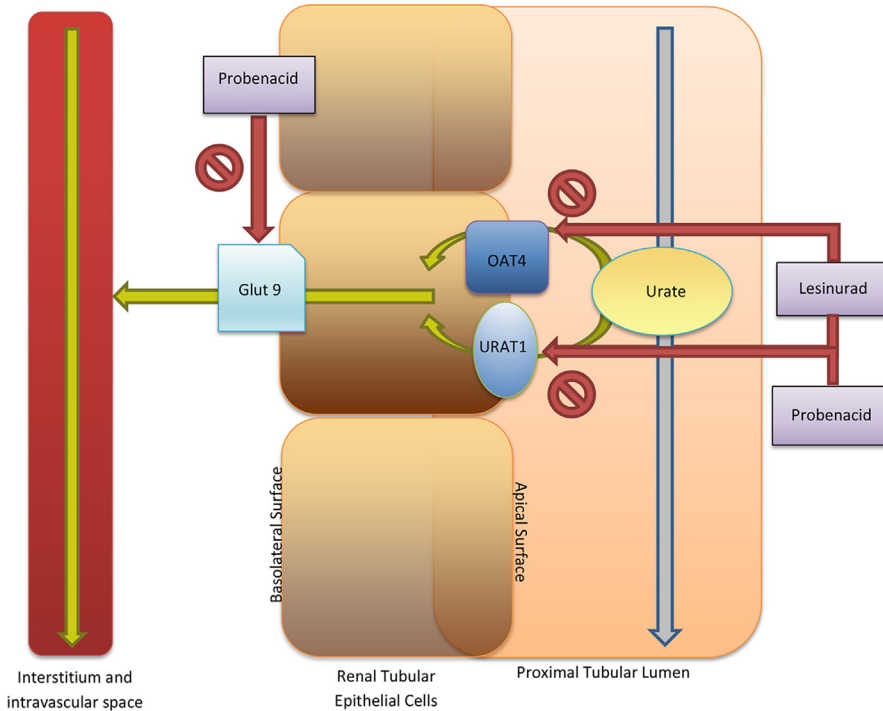 Probenacid
OAT4
Glut 9
Urate
Lesinurad
URAT1
Probenacid
Basolateral Surface
Apical Surface
Interstitium and
intravascular space
Renal Tubular
Epithelial Cells
Proximal Tubular Lumen